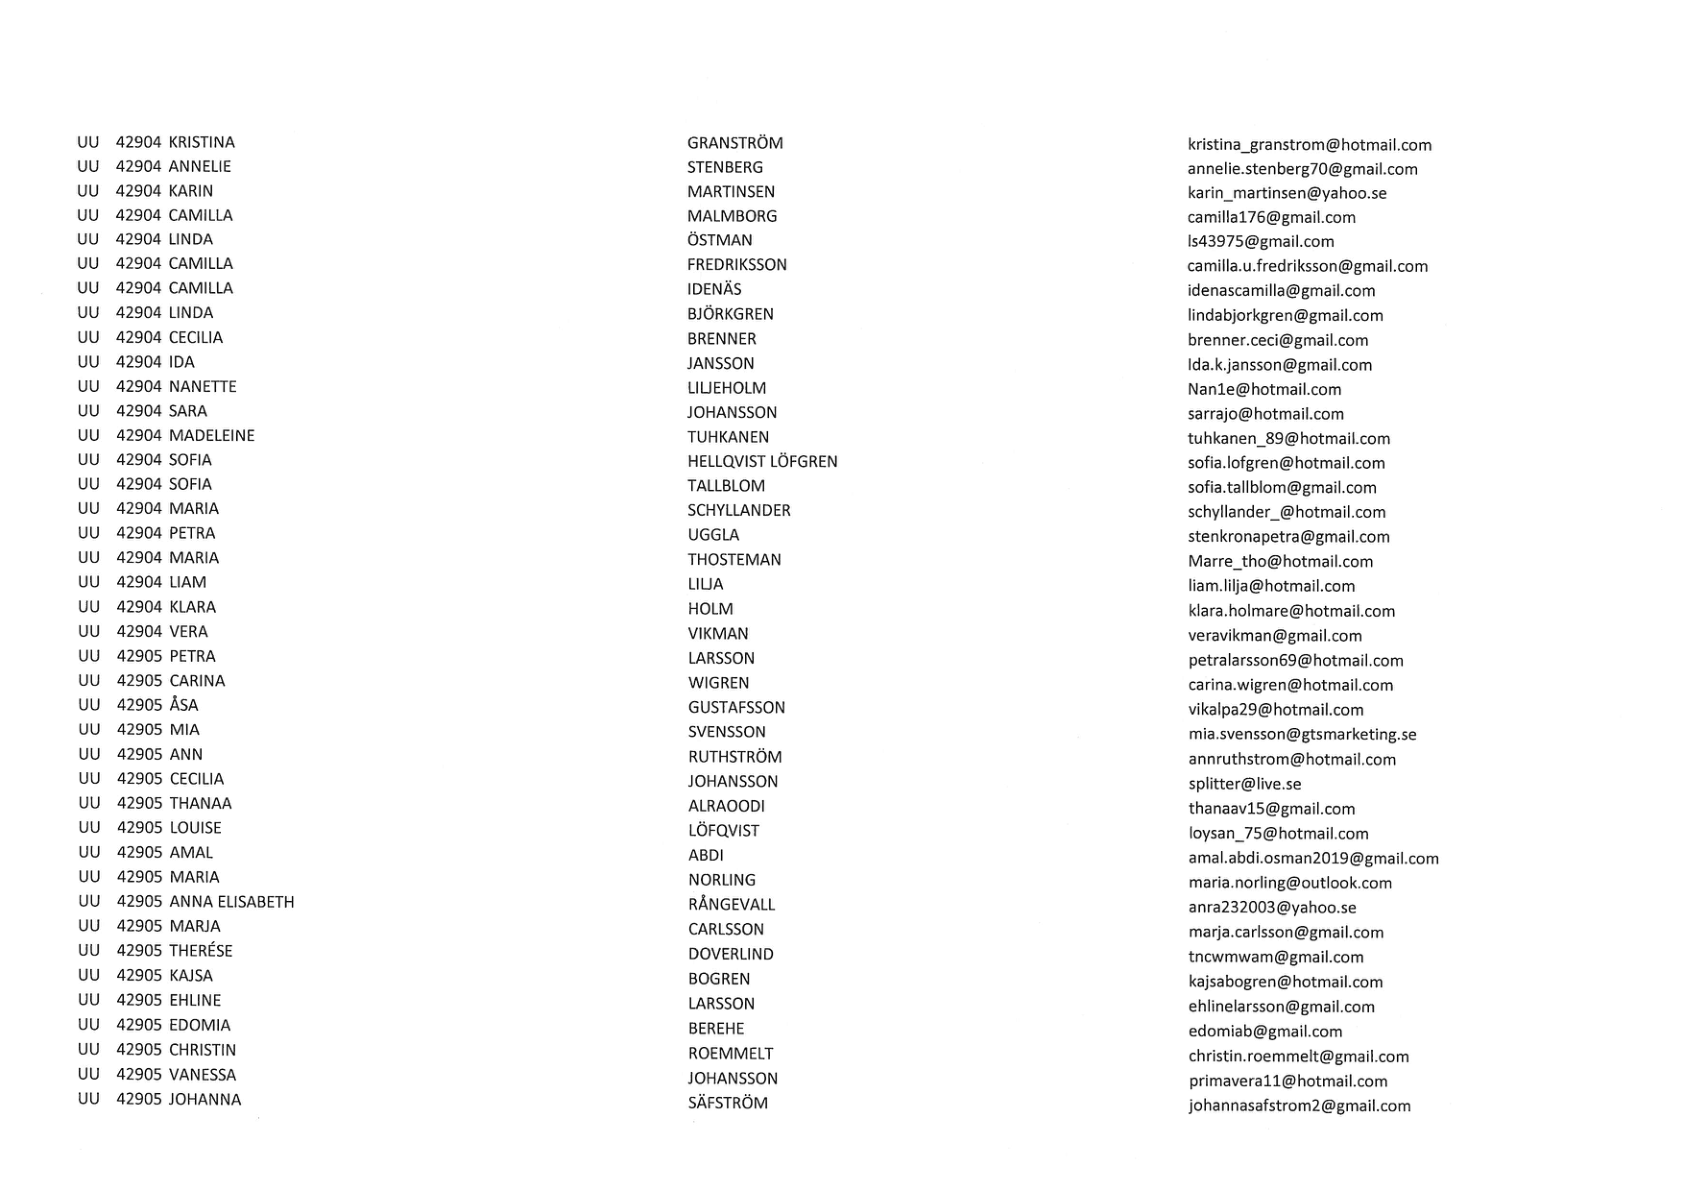 UU 42904 KRISTINA GRANSTRÖM kristina_granstrom@hotmail.com
UU 42904 ANNELIE STENBERG annelie.stenberg70@gmail.com
UU 42904 KARIN MARTINSEN karin_martinsen@yahoo.se
UU 42904 CAMILLA MALMBORG camilla176@gmail.com
UU 42904 LINDA ÖSTMAN ls43975@gmail.com
UU 42904 CAMILLA FREDRIKSSON camilla.u.fredriksson@gmail.com
UU 42904 CAMILLA IDENÄS idenascamilla@gmail.com
UU 42904 LINDA BJÖRKGREN lindabjorkgren@gmail.com
UU 42904 CECILIA BRENNER brenner.ceci@gmail.com
UU 42904 IDA JANSSON Ida.k.jansson@gmail.com
UU 42904 NANETTE LILJEHOLM Nan1e@hotmail.com
UU 42904 SARA JOHANSSON sarrajo@hotmail.com
UU 42904 MADELEINE TUHKANEN tuhkanen_89@hotmail.com
UU 42904 SOFIA HELLQVIST LÖFGREN sofia.lofgren@hotmail.com
UU 42904 SOFIA TALLBLOM sofia.tallblom@gmail.com
UU 42904 MARIA SCHYLLANDER schyllander_@hotmail.com
UU 42904 PETRA UGGLA stenkronapetra@gmail.com
UU 42904 MARIA THOSTEMAN Marre_tho@hotmail.com
UU 42904 LIAM LILJA liam.lilja@hotmail.com
UU 42904 KLARA HOLM klara.holmare@hotmail.com
UU 42904 VERA VIKMAN veravikman@gmail.com
UU 42905 PETRA LARSSON petralarsson69@hotmail.com
UU 42905 CARINA WIGREN carina.wigren@hotmail.com
UU 42905 ÅSA GUSTAFSSON vikalpa29@hotmail.com
UU 42905 MIA SVENSSON mia.svensson@gtsmarketing.se
UU 42905 ANN RUTHSTRÖM annruthstrom@hotmail.com
UU 42905 CECILIA JOHANSSON splitter@live.se
UU 42905 THANAA ALRAOODI thanaav15@gmail.com
UU 42905 LOUISE LÖFQVIST loysan_75@hotmail.com
UU 42905 AMAL ABDI amal.abdi.osman2019@gmail.com
UU 42905 MARIA NORLING maria.norling@outlook.com
UU 42905 ANNA ELISABETH RÅNGEVALL anra232003@yahoo.se
UU 42905 MARJA CARLSSON marja.carlsson@gmail.com
UU 42905 THERÉSE DOVERLIND tncwmwam@gmail.com
UU 42905 KAJSA BOGREN kajsabogren@hotmail.com
UU 42905 EHLINE LARSSON ehlinelarsson@gmail.com
UU 42905 EDOMIA BEREHE edomiab@gmail.com
UU 42905 CHRISTIN ROEMMELT christin.roemmelt@gmail.com
UU 42905 VANESSA JOHANSSON primavera11@hotmail.com
UU 42905 JOHANNA SÄFSTRÖM johannasafstrom2@gmail.com